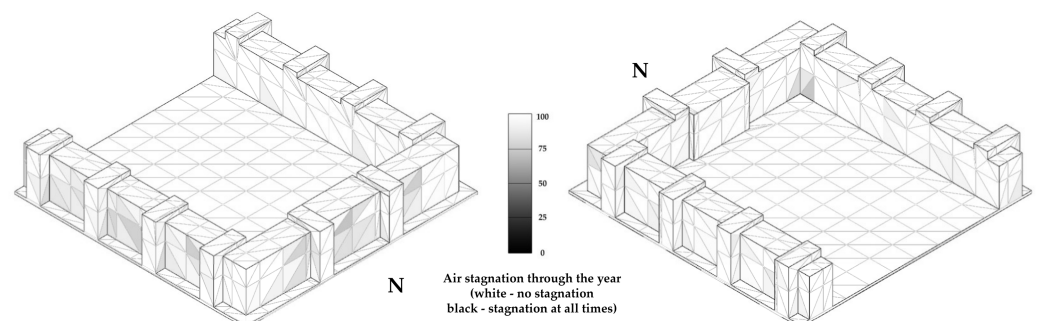 N
N
100
75
50
25
0
Air stagnation through the year
(white - no stagnation
black - stagnation at all times)